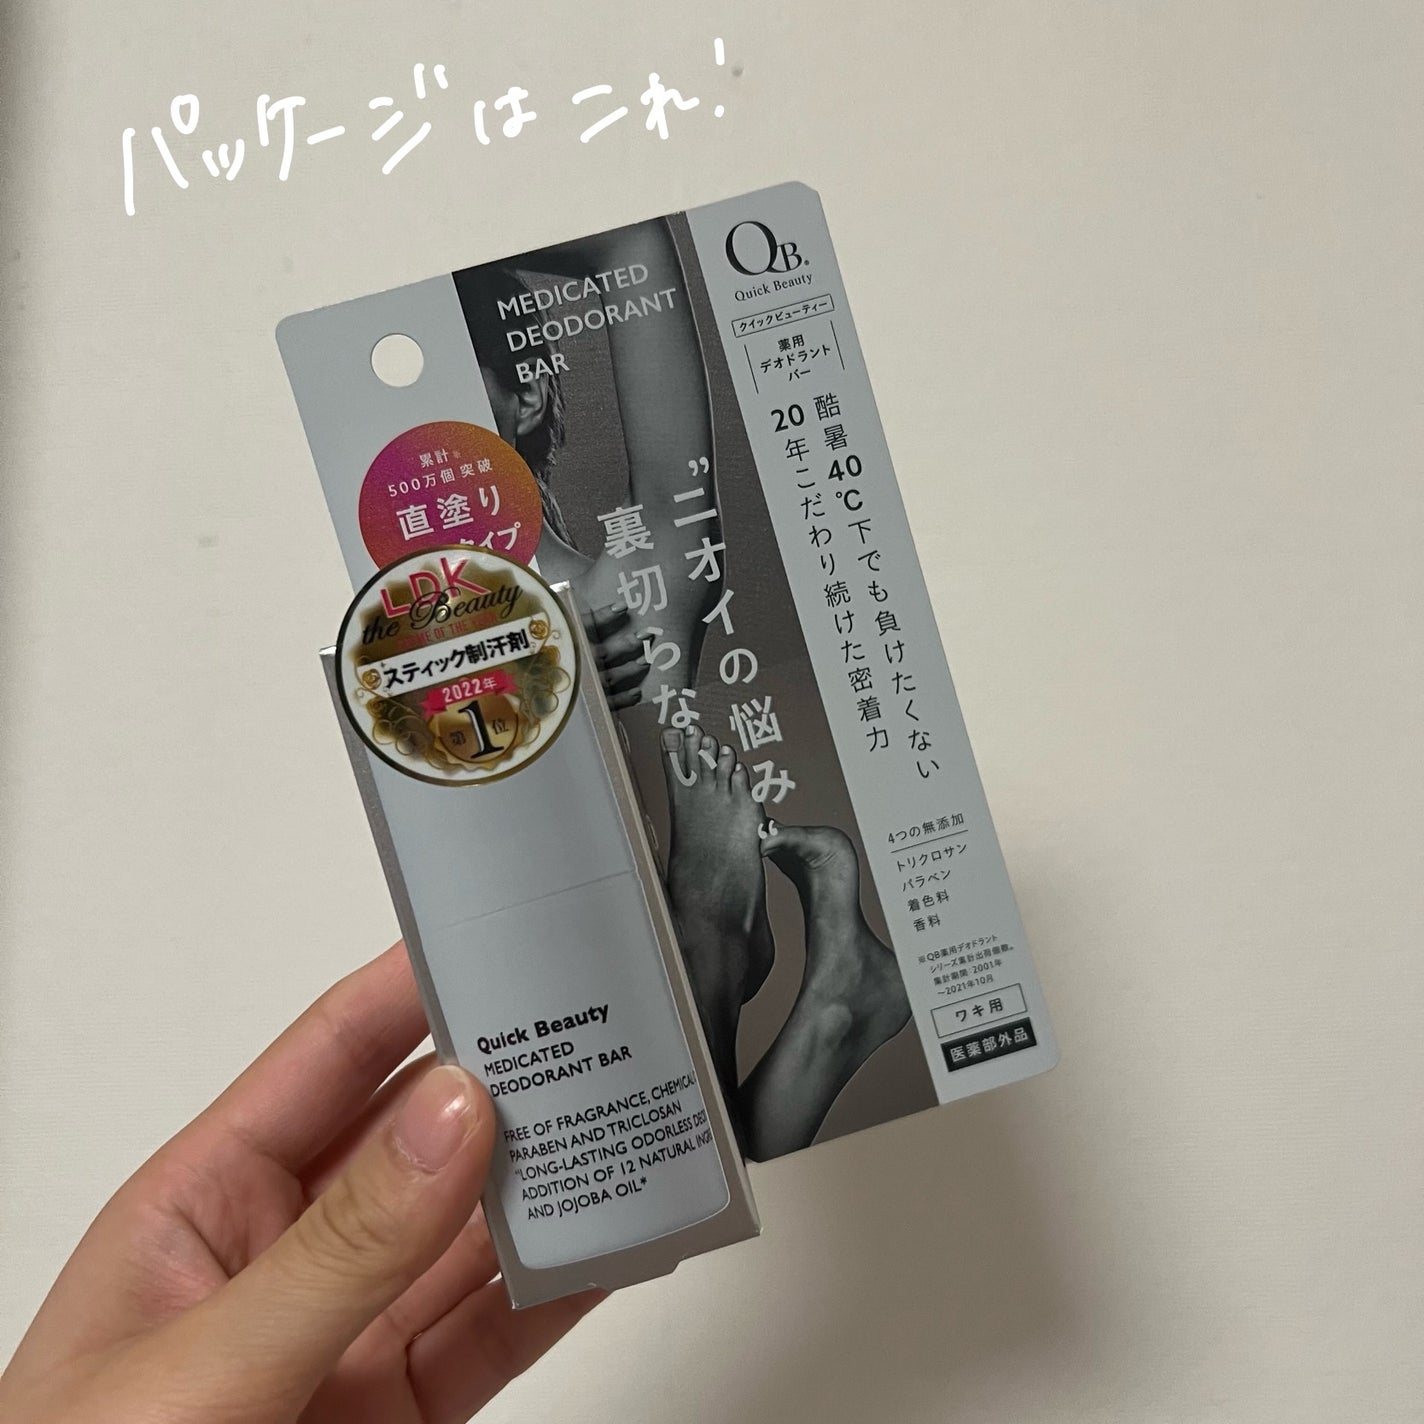 パッケージはこれ!
MEDICATED
DEODORANT
BAR
QB®
Quick Beauty
クイックビューティー
薬用
デオドラント
バー
酷暑40℃下でも負けたくない
20年こだわり続けた密着力
"ニオイの悩み"
裏切らない
累計※
500万個突破
直塗り
タイプ
LDK
the Beauty
スティック制汗剤
2022年
第1位
4つの無添加
トリクロサン
パラベン
着色料
香料
※QB薬用デオドラント
シリーズ累計出荷個数。
集計期間:2001年
〜2021年10月
ワキ用
医薬部外品
Quick Beauty
MEDICATED
DEODORANT BAR
FREE OF FRAGRANCE, CHEMICAL
PARABEN AND TRICLOSAN
"LONG-LASTING ODORLESS
ADDITION OF 12 NATURAL
AND JOJOBA OIL*